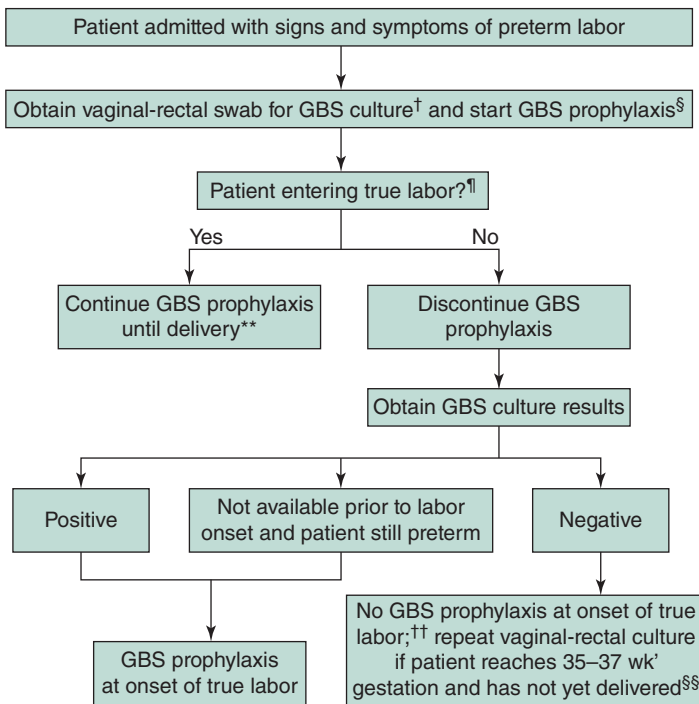 Patient admitted with signs and symptoms of preterm labor
Obtain vaginal-rectal swab for GBS culture† and start GBS prophylaxis§
Patient entering true labor?¶
Yes
No
Continue GBS prophylaxis
until delivery**
Discontinue GBS
prophylaxis
Obtain GBS culture results
Positive
Not available prior to labor
onset and patient still preterm
Negative
GBS prophylaxis
at onset of true labor
No GBS prophylaxis at onset of true
labor;†† repeat vaginal-rectal culture
if patient reaches 35–37 wk’
gestation and has not yet delivered§§